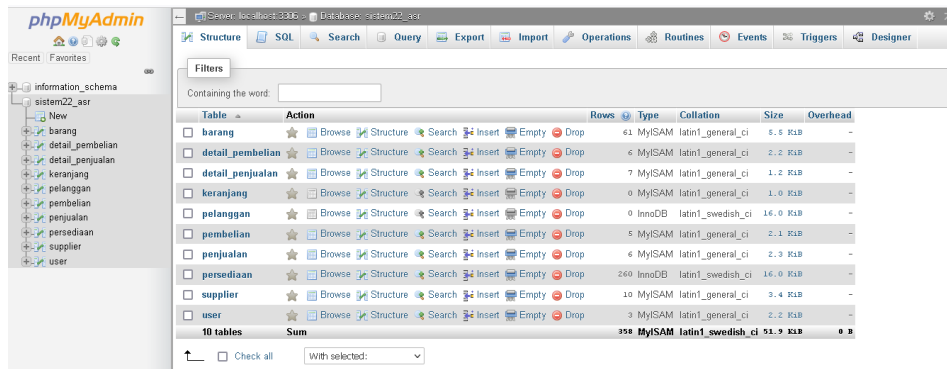 phpMyAdmin
Recent Favorites
information_schema
sistem22_asr
New
barang
detail_pembelian
detail_penjualan
keranjang
pelanggan
pembelian
penjualan
persediaan
supplier
user
Server: localhost:3306 » Database: sistem22_asr
Structure SQL Search Query Export Import Operations Routines Events Triggers Designer
Filters
Containing the word:
Table Action Rows Type Collation Size Overhead
barang Browse Structure Search Insert Empty Drop 61 MyISAM latin1_general_ci 5.5 KiB -
detail_pembelian Browse Structure Search Insert Empty Drop 6 MyISAM latin1_general_ci 2.2 KiB -
detail_penjualan Browse Structure Search Insert Empty Drop 7 MyISAM latin1_general_ci 1.2 KiB -
keranjang Browse Structure Search Insert Empty Drop 0 MyISAM latin1_general_ci 1.0 KiB -
pelanggan Browse Structure Search Insert Empty Drop 0 InnoDB latin1_swedish_ci 16.0 KiB -
pembelian Browse Structure Search Insert Empty Drop 5 MyISAM latin1_general_ci 2.1 KiB -
penjualan Browse Structure Search Insert Empty Drop 6 MyISAM latin1_general_ci 2.3 KiB -
persediaan Browse Structure Search Insert Empty Drop 260 InnoDB latin1_swedish_ci 16.0 KiB -
supplier Browse Structure Search Insert Empty Drop 10 MyISAM latin1_general_ci 3.4 KiB -
user Browse Structure Search Insert Empty Drop 3 MyISAM latin1_general_ci 2.2 KiB -
10 tables Sum 358 MyISAM latin1_swedish_ci 51.9 KiB 0 B
Check all With selected: